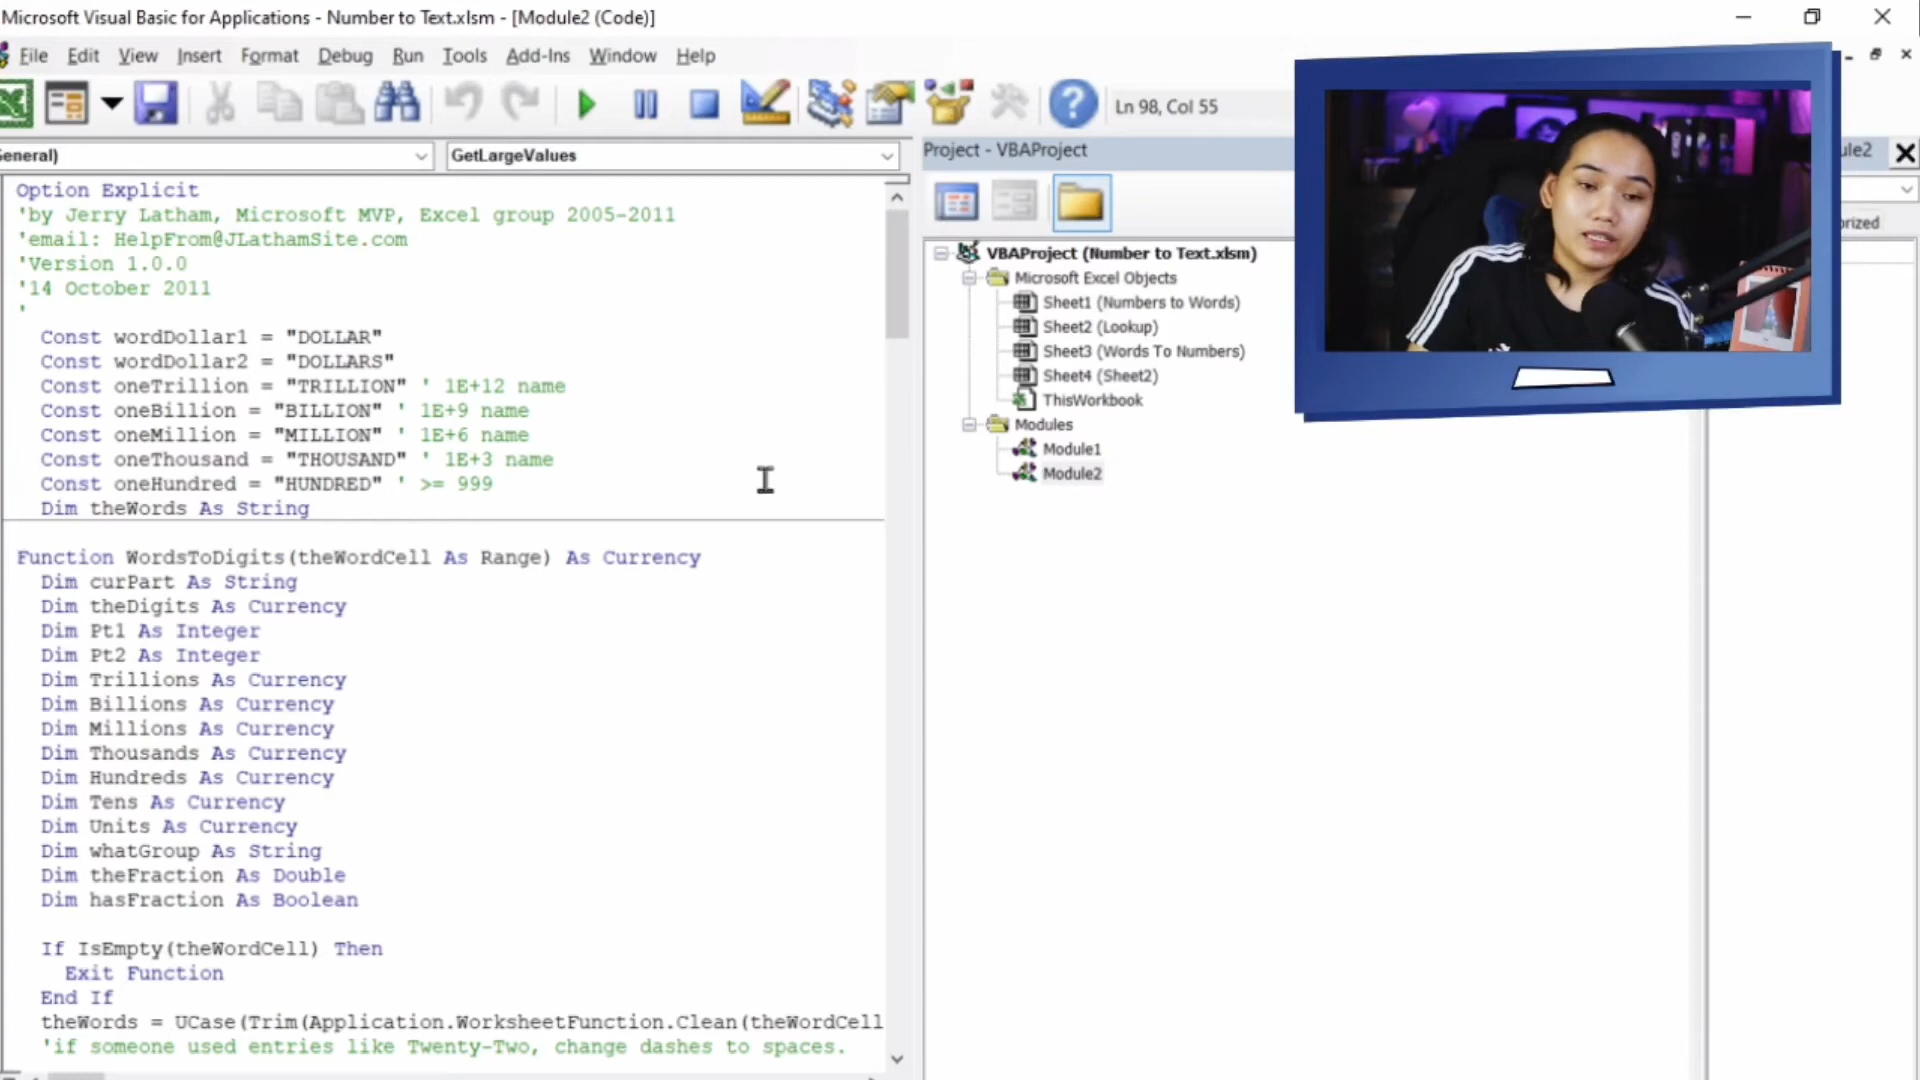 Microsoft Visual Basic for Applications - Number to Text.xlsm - [Module2 (Code)]
File Edit View Insert Format Debug Run Tools Add-Ins Window Help
Ln 98, Col 55
eneral)
GetLargeValues
Project - VBAProject
ule2
orized
Option Explicit
'by Jerry Latham, Microsoft MVP, Excel group 2005-2011
'email: HelpFrom@JLathamSite.com
'Version 1.0.0
'14 October 2011
'
Const wordDollar1 = "DOLLAR"
Const wordDollar2 = "DOLLARS"
Const oneTrillion = "TRILLION" ' 1E+12 name
Const oneBillion = "BILLION" ' 1E+9 name
Const oneMillion = "MILLION" ' 1E+6 name
Const oneThousand = "THOUSAND" ' 1E+3 name
Const oneHundred = "HUNDRED" ' >= 999
Dim theWords As String
Function WordsToDigits(theWordCell As Range) As Currency
Dim curPart As String
Dim theDigits As Currency
Dim Pt1 As Integer
Dim Pt2 As Integer
Dim Trillions As Currency
Dim Billions As Currency
Dim Millions As Currency
Dim Thousands As Currency
Dim Hundreds As Currency
Dim Tens As Currency
Dim Units As Currency
Dim whatGroup As String
Dim theFraction As Double
Dim hasFraction As Boolean
If IsEmpty(theWordCell) Then
Exit Function
End If
theWords = UCase(Trim(Application.WorksheetFunction.Clean(theWordCell
'if someone used entries like Twenty-Two, change dashes to spaces.
VBAProject (Number to Text.xlsm)
Microsoft Excel Objects
Sheet1 (Numbers to Words)
Sheet2 (Lookup)
Sheet3 (Words To Numbers)
Sheet4 (Sheet2)
ThisWorkbook
Modules
Module1
Module2